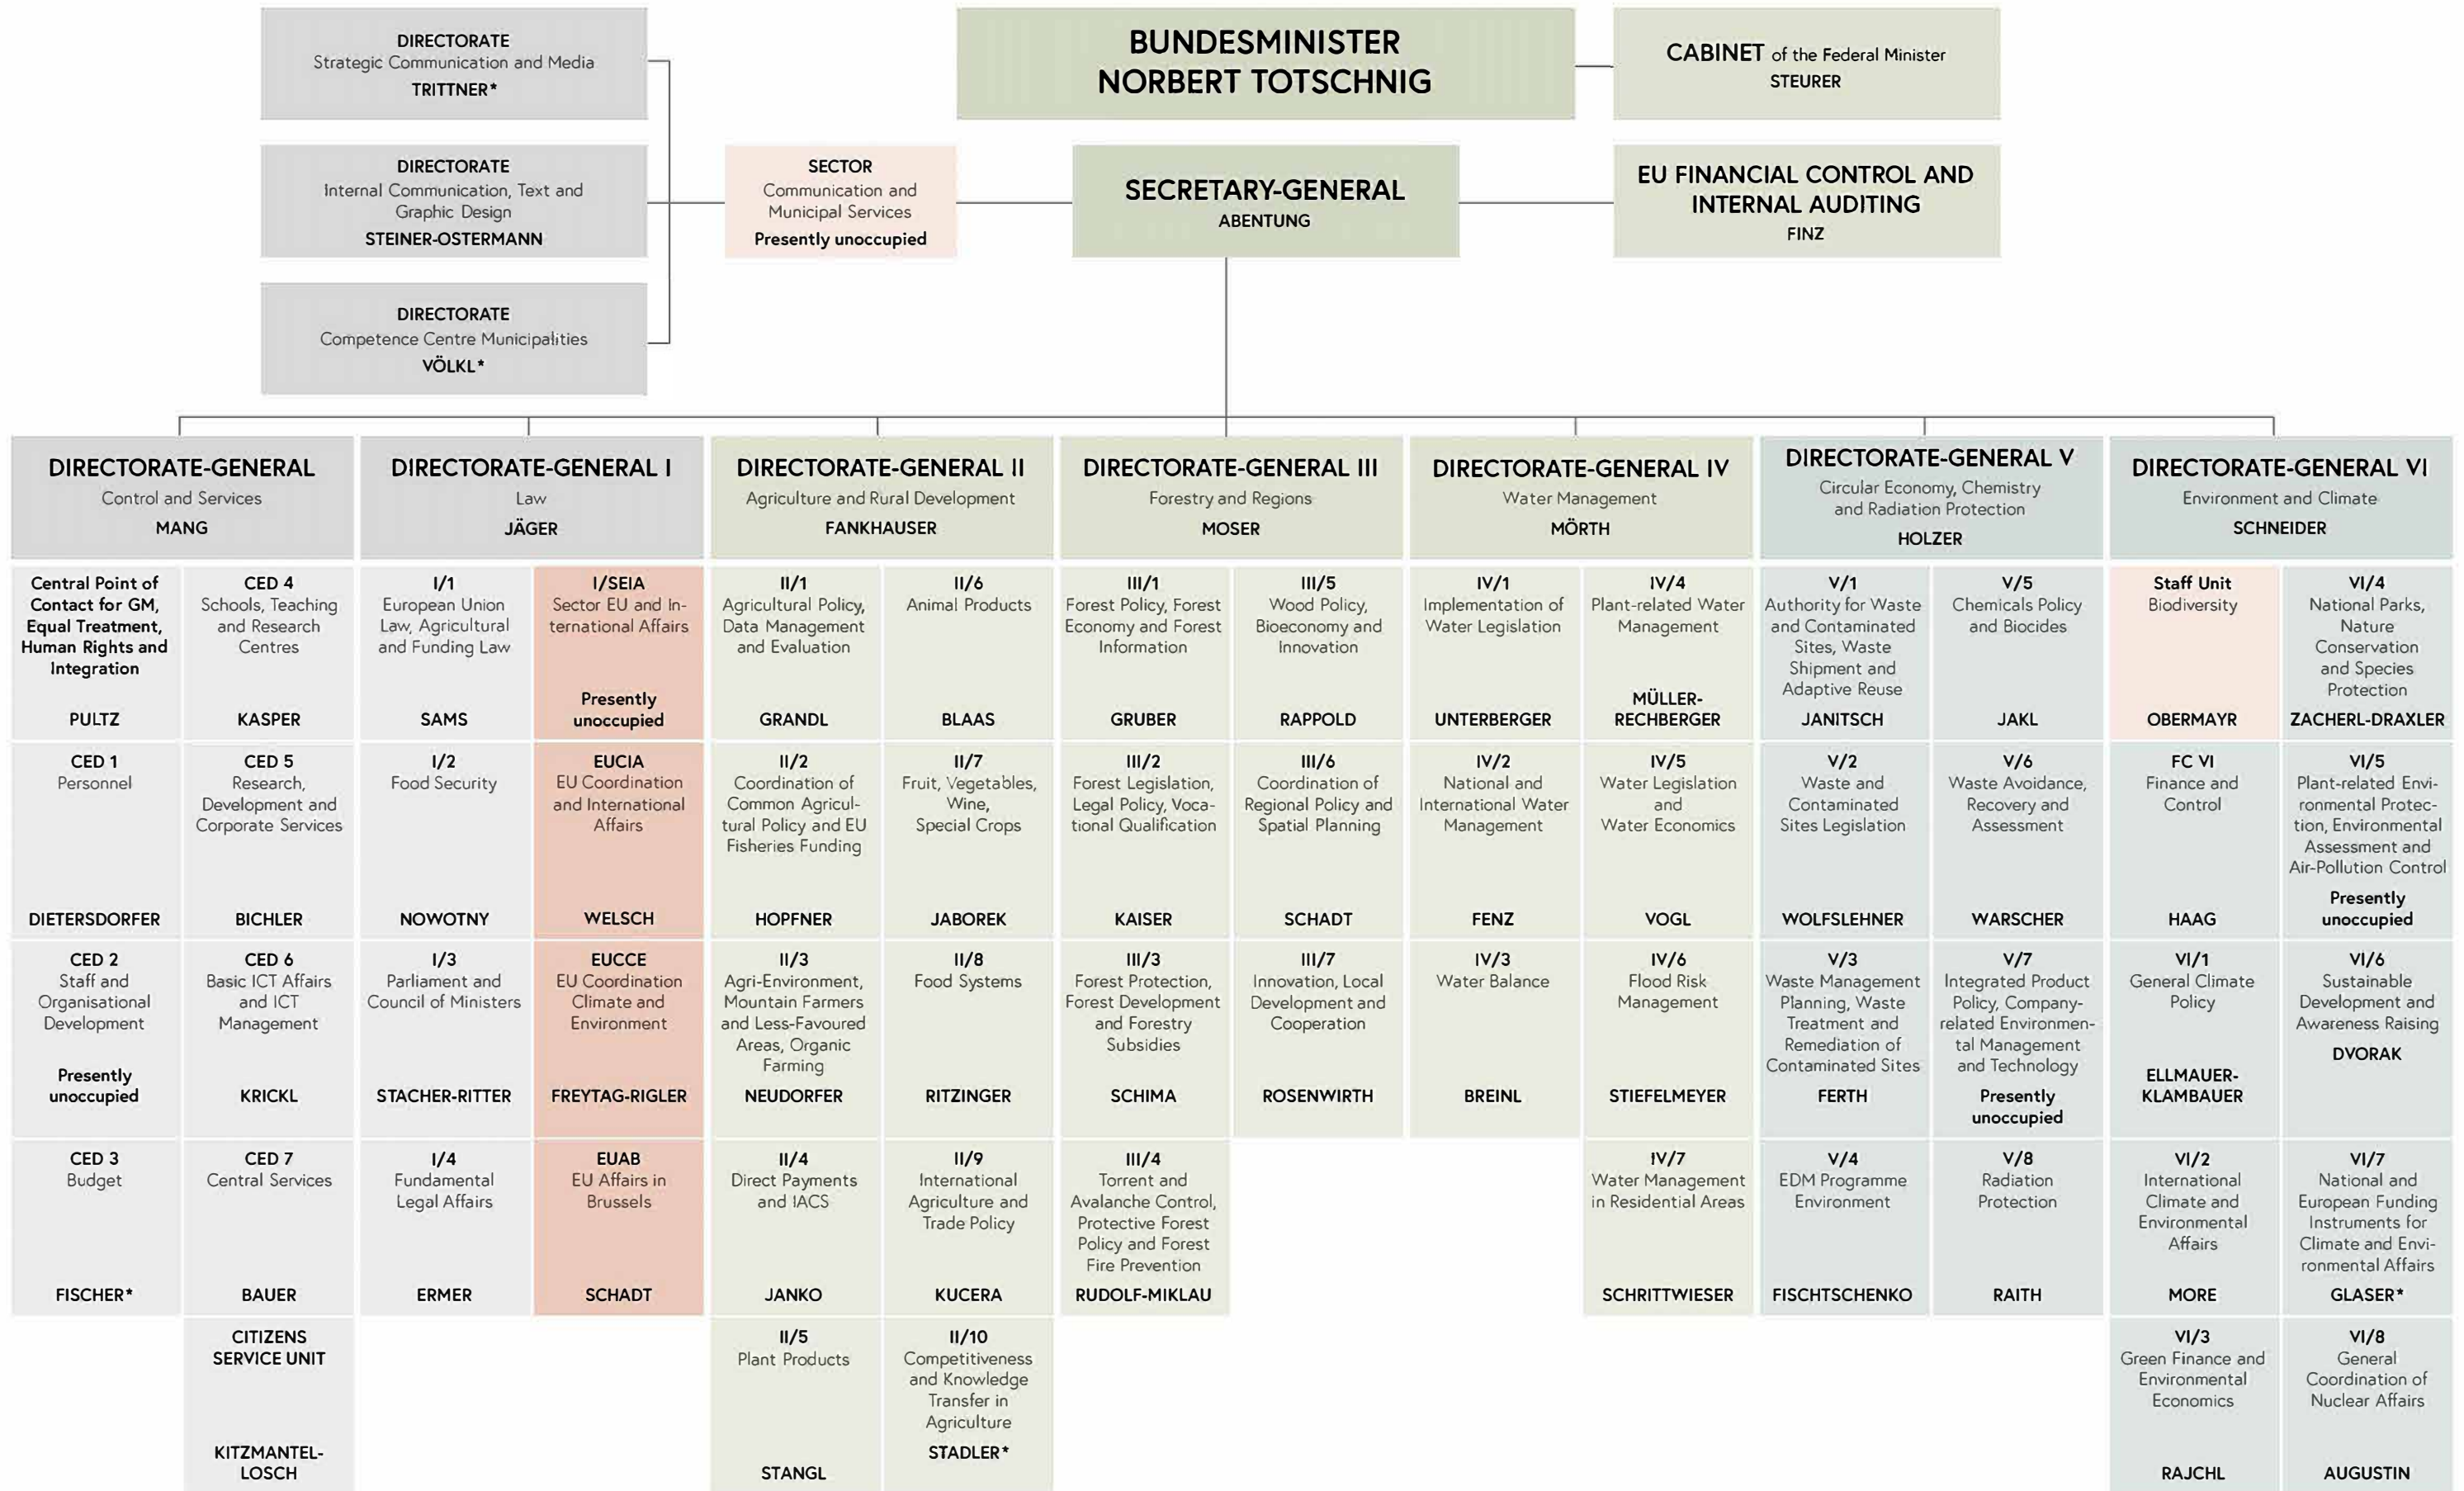 DIRECTORATE
Strategic Communication and Media
TRITTNER*
BUNDESMINISTER
NORBERT TOTSCHNIG
CABINET of the Federal Minister
STEURER
DIRECTORATE
Internal Communication, Text and
Graphic Design
STEINER-OSTERMANN
SECTOR
Communication and
Municipal Services
Presently unoccupied
SECRETARY-GENERAL
ABENTUNG
EU FINANCIAL CONTROL AND
INTERNAL AUDITING
FINZ
DIRECTORATE
Competence Centre Municipalities
VÖLKL*
DIRECTORATE-GENERAL
Control and Services
MANG
Central Point of
Contact for GM,
Equal Treatment,
Human Rights and
Integration
PULTZ
CED 4
Schools, Teaching
and Research
Centres
KASPER
CED 1
Personnel
DIETERSDORFER
CED 5
Research,
Development and
Corporate Services
BICHLER
CED 2
Staff and
Organisational
Development
Presently
unoccupied
CED 6
Basic ICT Affairs
and ICT
Management
KRICKL
CED 3
Budget
FISCHER*
CED 7
Central Services
BAUER
CITIZENS
SERVICE UNIT
KITZMANTEL-
LOSCH
DIRECTORATE-GENERAL I
Law
JÄGER
I/1
European Union
Law, Agricultural
and Funding Law
SAMS
I/SEIA
Sector EU and In-
ternational Affairs
Presently
unoccupied
I/2
Food Security
NOWOTNY
EUCIA
EU Coordination
and International
Affairs
WELSCH
I/3
Parliament and
Council of Ministers
STACHER-RITTER
EUCCE
EU Coordination
Climate and
Environment
FREYTAG-RIGLER
I/4
Fundamental
Legal Affairs
ERMER
EUAB
EU Affairs in
Brussels
SCHADT
DIRECTORATE-GENERAL II
Agriculture and Rural Development
FANKHAUSER
II/1
Agricultural Policy,
Data Management
and Evaluation
GRANDL
II/6
Animal Products
BLAAS
II/2
Coordination of
Common Agricul-
tural Policy and EU
Fisheries Funding
HOPFNER
II/7
Fruit, Vegetables,
Wine,
Special Crops
JABOREK
II/3
Agri-Environment,
Mountain Farmers
and Less-Favoured
Areas, Organic
Farming
NEUDORFER
II/8
Food Systems
RITZINGER
II/4
Direct Payments
and IACS
JANKO
II/9
International
Agriculture and
Trade Policy
KUCERA
II/5
Plant Products
STANGL
II/10
Competitiveness
and Knowledge
Transfer in
Agriculture
STADLER*
DIRECTORATE-GENERAL III
Forestry and Regions
MOSER
III/1
Forest Policy, Forest
Economy and Forest
Information
GRUBER
III/5
Wood Policy,
Bioeconomy and
Innovation
RAPPOLD
III/2
Forest Legislation,
Legal Policy, Voca-
tional Qualification
KAISER
III/6
Coordination of
Regional Policy and
Spatial Planning
SCHADT
III/3
Forest Protection,
Forest Development
and Forestry
Subsidies
SCHIMA
III/7
Innovation, Local
Development and
Cooperation
ROSENWIRTH
III/4
Torrent and
Avalanche Control,
Protective Forest
Policy and Forest
Fire Prevention
RUDOLF-MIKLAU
DIRECTORATE-GENERAL IV
Water Management
MÖRTH
IV/1
Implementation of
Water Legislation
UNTERBERGER
IV/4
Plant-related Water
Management
MÜLLER-
RECHBERGER
IV/2
National and
International Water
Management
FENZ
IV/5
Water Legislation
and
Water Economics
VOGL
IV/3
Water Balance
BREINL
IV/6
Flood Risk
Management
STIEFELMEYER
IV/7
Water Management
in Residential Areas
SCHRITTWIESER
DIRECTORATE-GENERAL V
Circular Economy, Chemistry
and Radiation Protection
HOLZER
V/1
Authority for Waste
and Contaminated
Sites, Waste
Shipment and
Adaptive Reuse
JANITSCH
V/5
Chemicals Policy
and Biocides
JAKL
V/2
Waste and
Contaminated
Sites Legislation
WOLFSLEHNER
V/6
Waste Avoidance,
Recovery and
Assessment
WARSCHER
V/3
Waste Management
Planning, Waste
Treatment and
Remediation of
Contaminated Sites
FERTH
V/7
Integrated Product
Policy, Company-
related Environmen-
tal Management
and Technology
Presently
unoccupied
V/4
EDM Programme
Environment
FISCHTSCHENKO
V/8
Radiation
Protection
RAITH
DIRECTORATE-GENERAL VI
Environment and Climate
SCHNEIDER
Staff Unit
Biodiversity
OBERMAYR
VI/4
National Parks,
Nature
Conservation
and Species
Protection
ZACHERL-DRAXLER
FC VI
Finance and
Control
HAAG
VI/5
Plant-related Envi-
ronmental Protec-
tion, Environmental
Assessment and
Air-Pollution Control
Presently
unoccupied
VI/1
General Climate
Policy
ELLMAUER-
KLAMBAUER
VI/6
Sustainable
Development and
Awareness Raising
DVORAK
VI/2
International
Climate and
Environmental
Affairs
MORE
VI/7
National and
European Funding
Instruments for
Climate and Envi-
ronmental Affairs
GLASER*
VI/3
Green Finance and
Environmental
Economics
RAJCHL
VI/8
General
Coordination of
Nuclear Affairs
AUGUSTIN